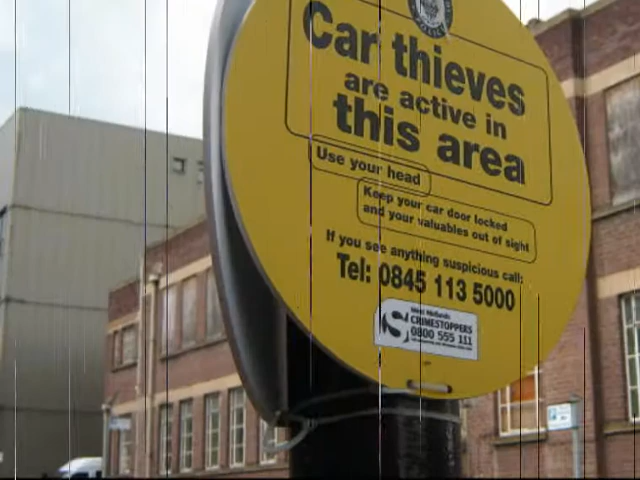 Car thieves
are active in
this area
Use your head
Keep your car door locked
and your valuables out of sight
If you see anything suspicious call:
Tel: 0845 113 5000
West Midlands
CRIMESTOPPERS
0800 555 111